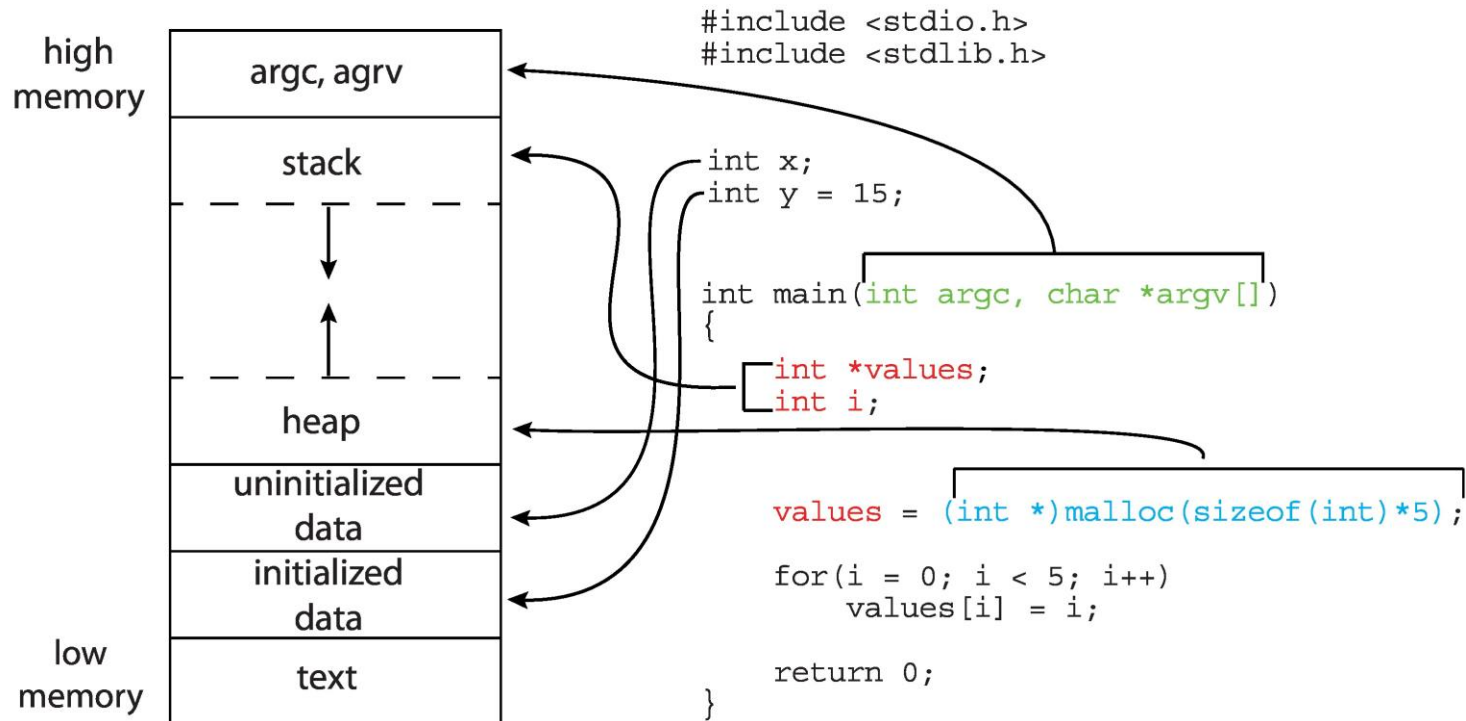 high
memory
argc, agrv
stack
heap
uninitialized
data
initialized
data
low
memory
text
#include <stdio.h>
#include <stdlib.h>
int x;
int y = 15;
int main(int argc, char *argv[])
{
int *values;
int i;
values = (int *)malloc(sizeof(int)*5);
for(i = 0; i < 5; i++)
values[i] = i;
return 0;
}